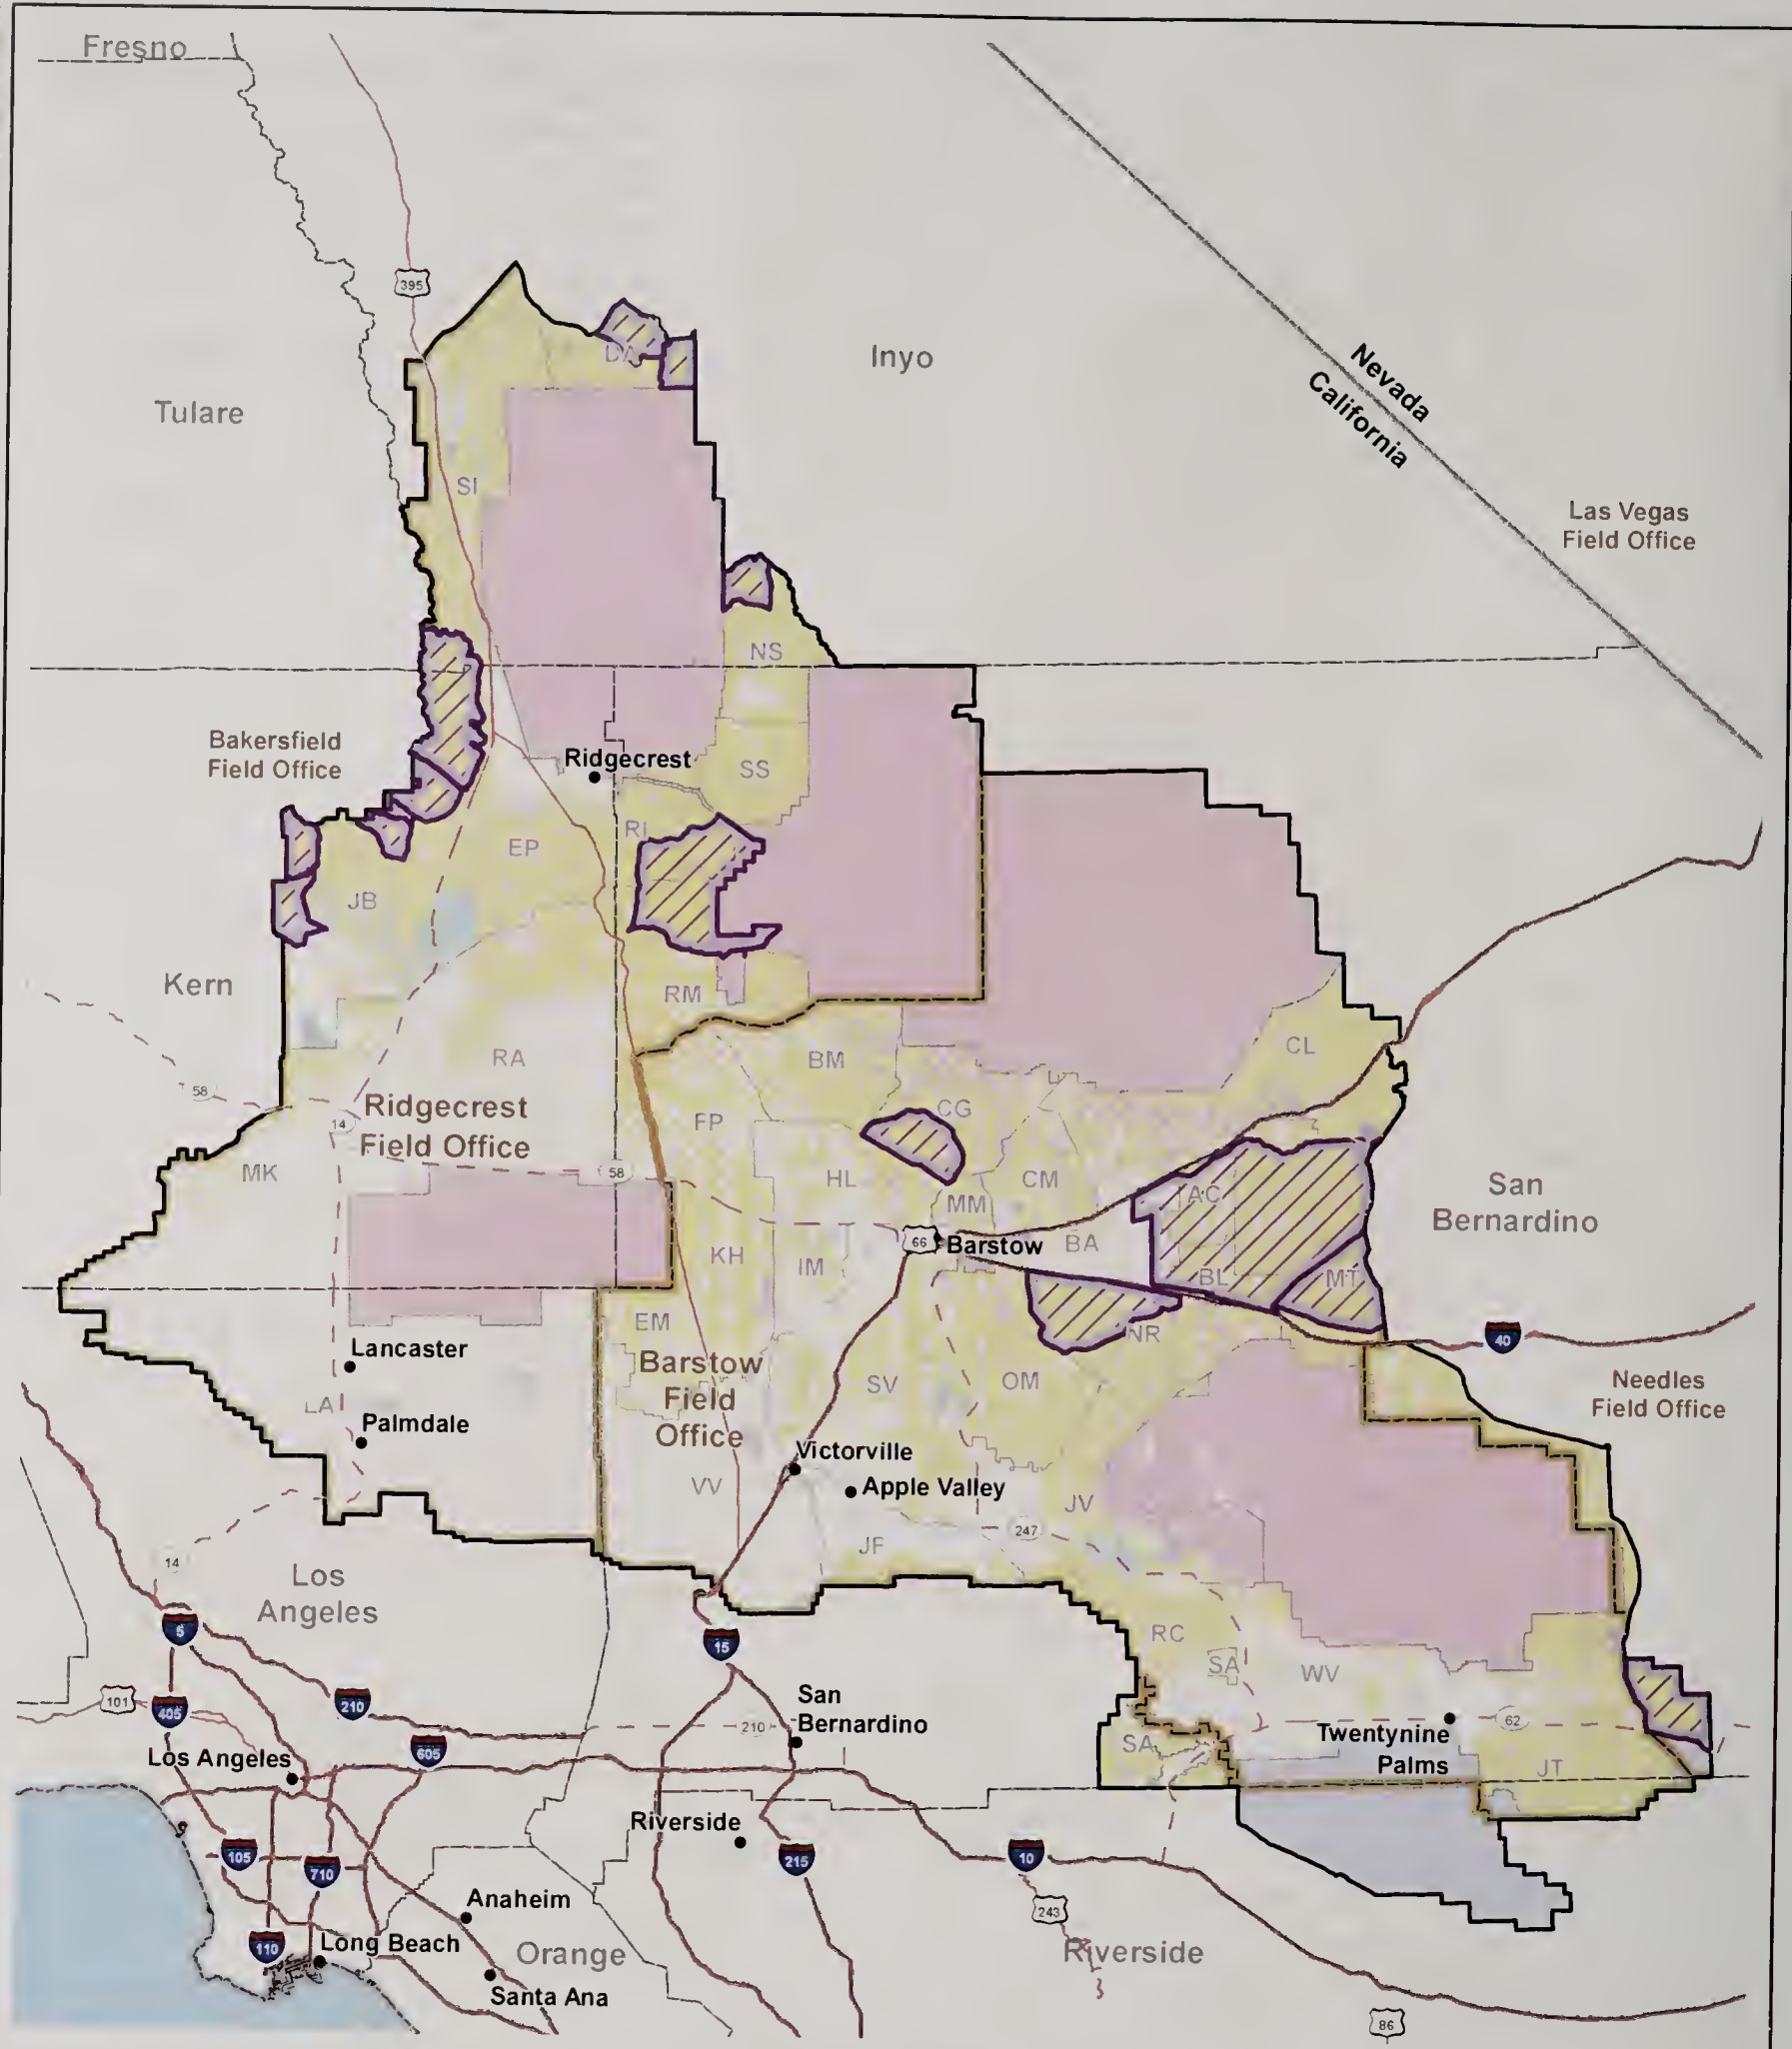 Fresno
395
DA
Inyo
Nevada
California
Tulare
SI
Las Vegas
Field Office
NS
Bakersfield
Field Office
Ridgecrest
SS
RI
EP
JB
Kern
RM
RA
BM
CL
58
Ridgecrest
Field Office
14
CG
FP
58
MK
HL
CM
MM
AC
San
Bernardino
66
Barstow
BA
KH
IM
BL
MT
EM
NR
40
Lancaster
Barstow
Field
Office
SV
OM
Needles
Field Office
LA
Palmdale
Victorville
VV
Apple Valley
JV
247
JF
14
Los
Angeles
5
15
RC
SA
WV
101
405
210
San
Bernardino
210
62
Twentynine
Palms
605
SA
Los Angeles
JT
Riverside
105
710
215
10
Anaheim
243
110
Long Beach
Orange
Riverside
Santa Ana
86